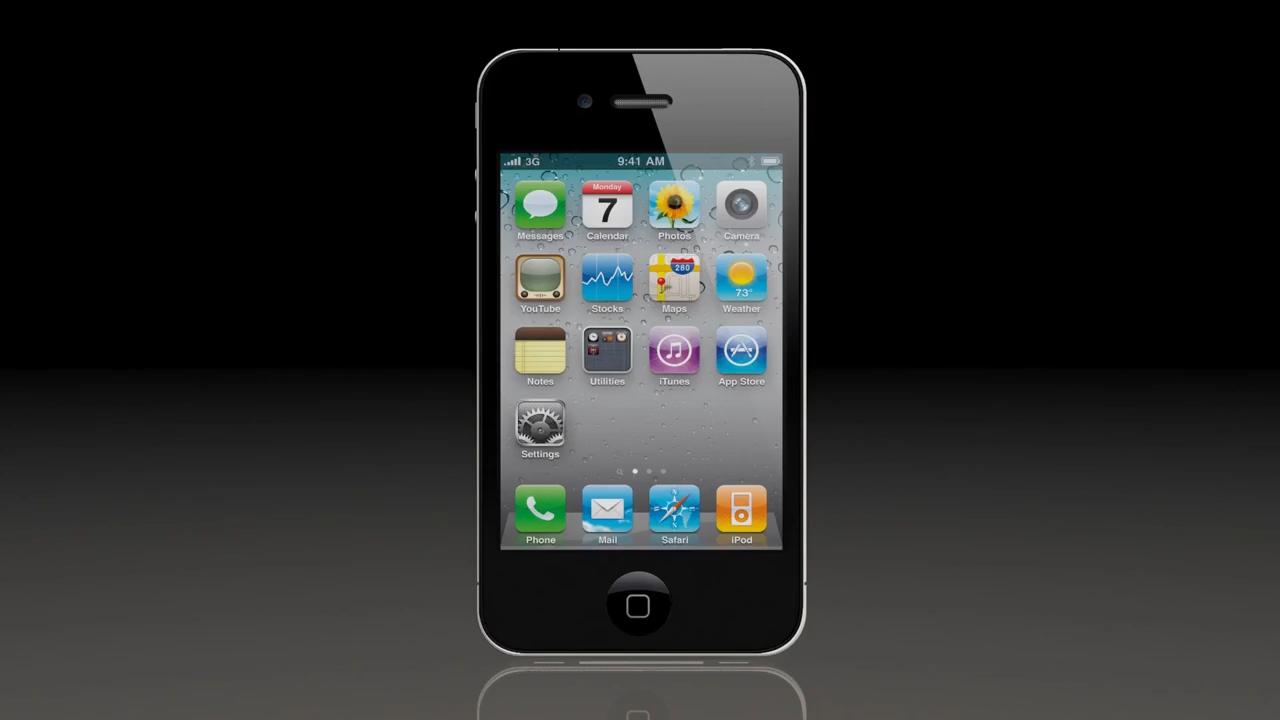 3G 9:41 AM
Monday
7
280
Messages Calendar Photos Camera
73°
YouTube Stocks Maps Weather
Notes Utilities iTunes App Store
Settings
N
Phone Mail Safari iPod